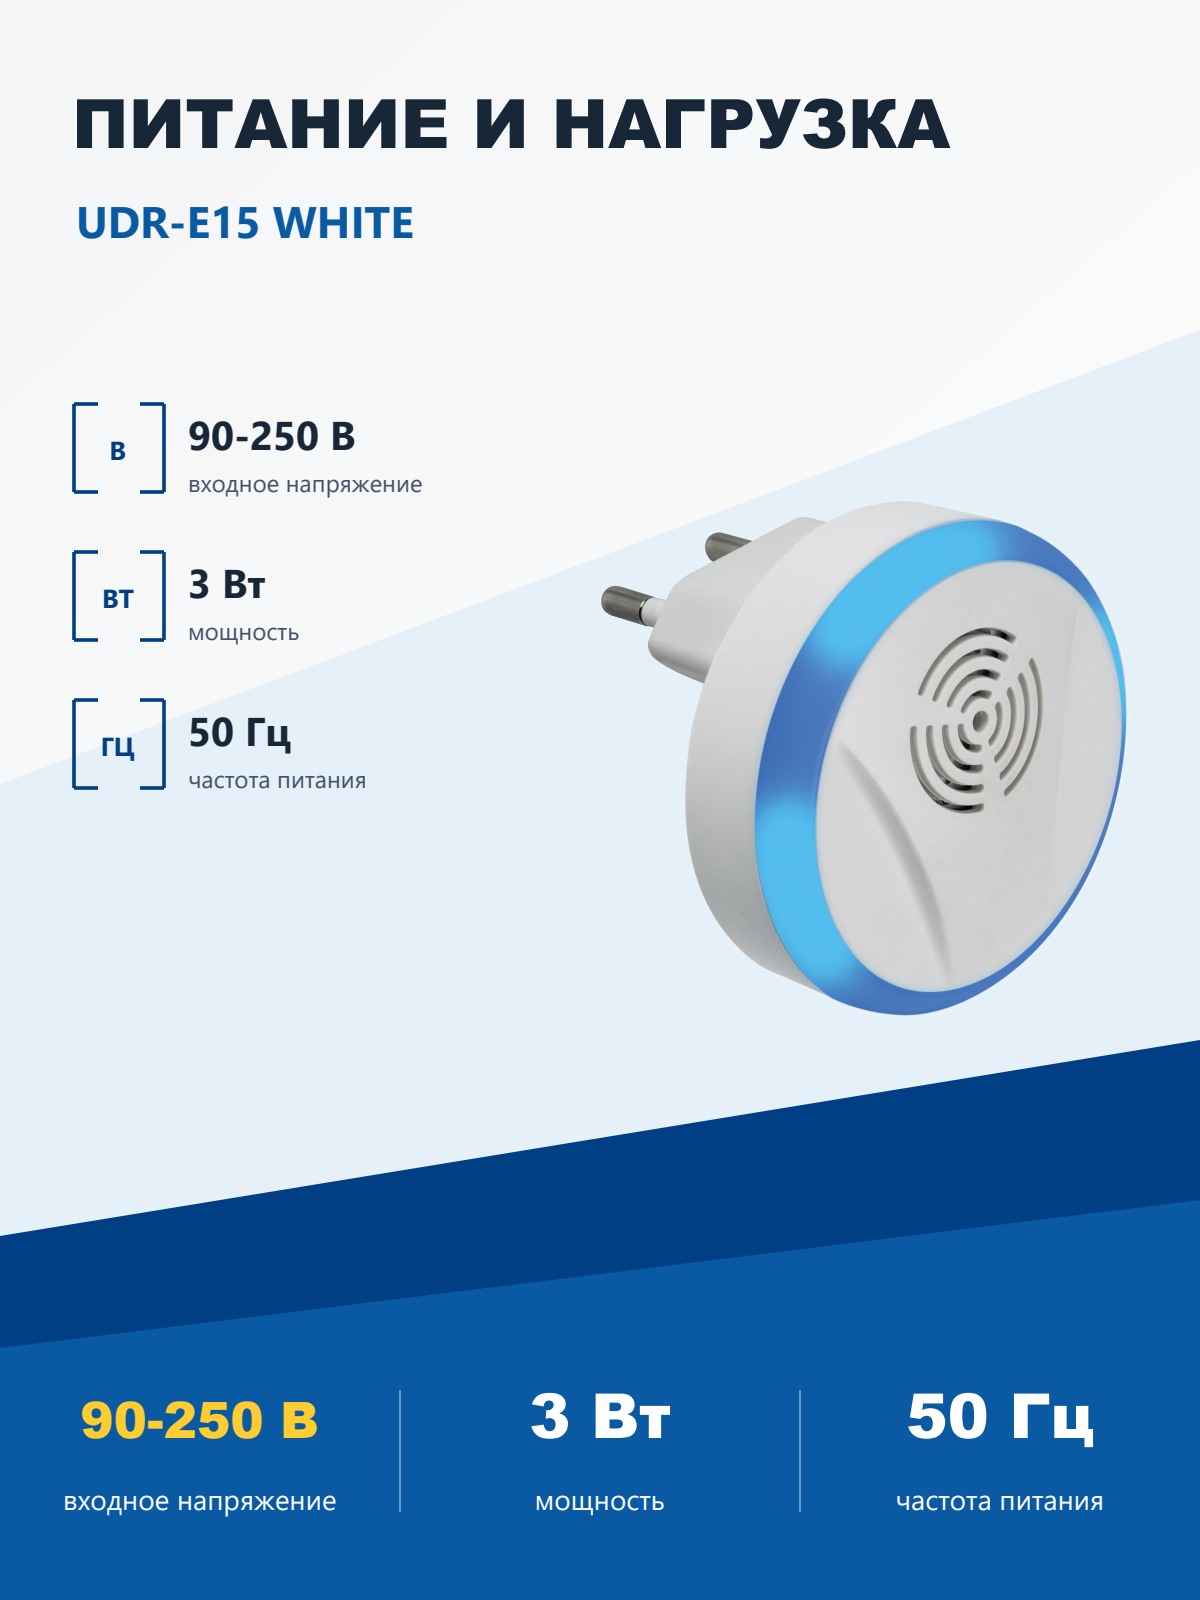 ПИТАНИЕ И НАГРУЗКА
UDR-E15 WHITE
В
90-250 В
входное напряжение
ВТ
3 Вт
мощность
ГЦ
50 Гц
частота питания
90-250 В
3 Вт
50 Гц
входное напряжение
мощность
частота питания